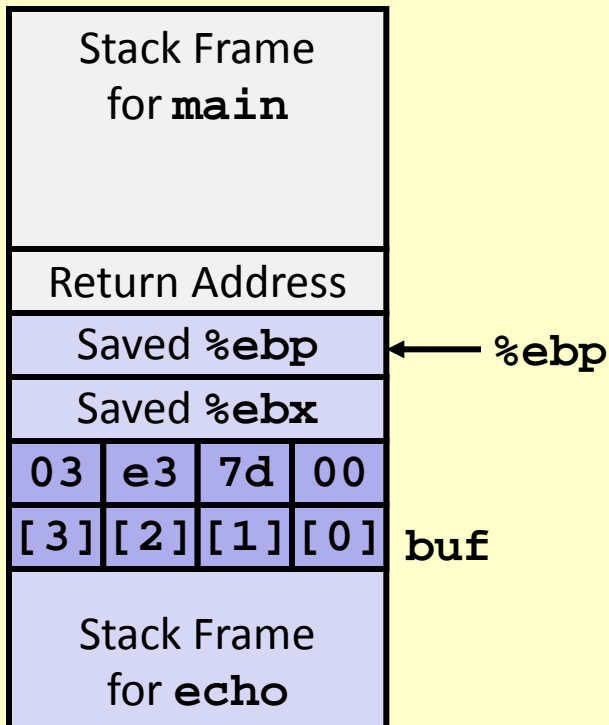 Stack Frame
for main
Return Address
Saved %ebp
%ebp
Saved %ebx
03 e3 7d 00
[3] [2] [1] [0] buf
Stack Frame
for echo